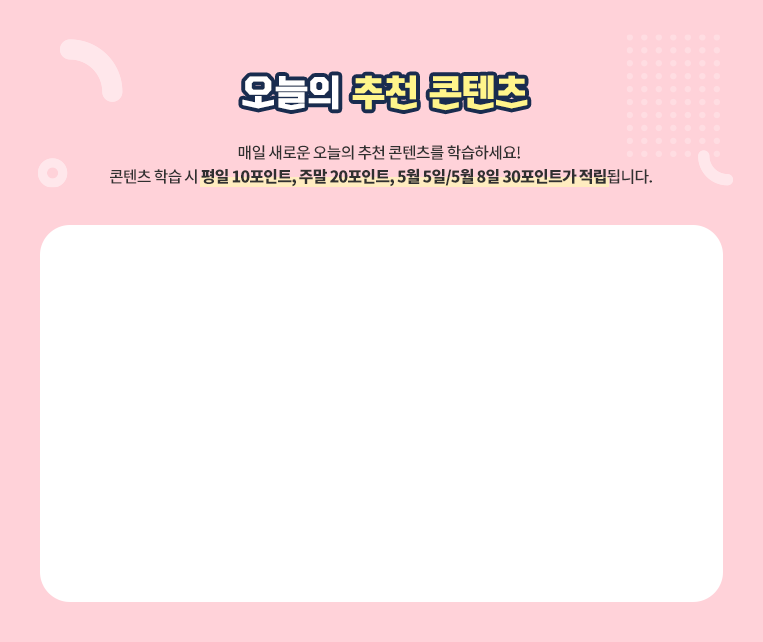 오늘의 추천 콘텐츠
매일 새로운 오늘의 추천 콘텐츠를 학습하세요!
콘텐츠 학습 시 평일 10포인트, 주말 20포인트, 5월 5일/5월 8일 30포인트가 적립됩니다.